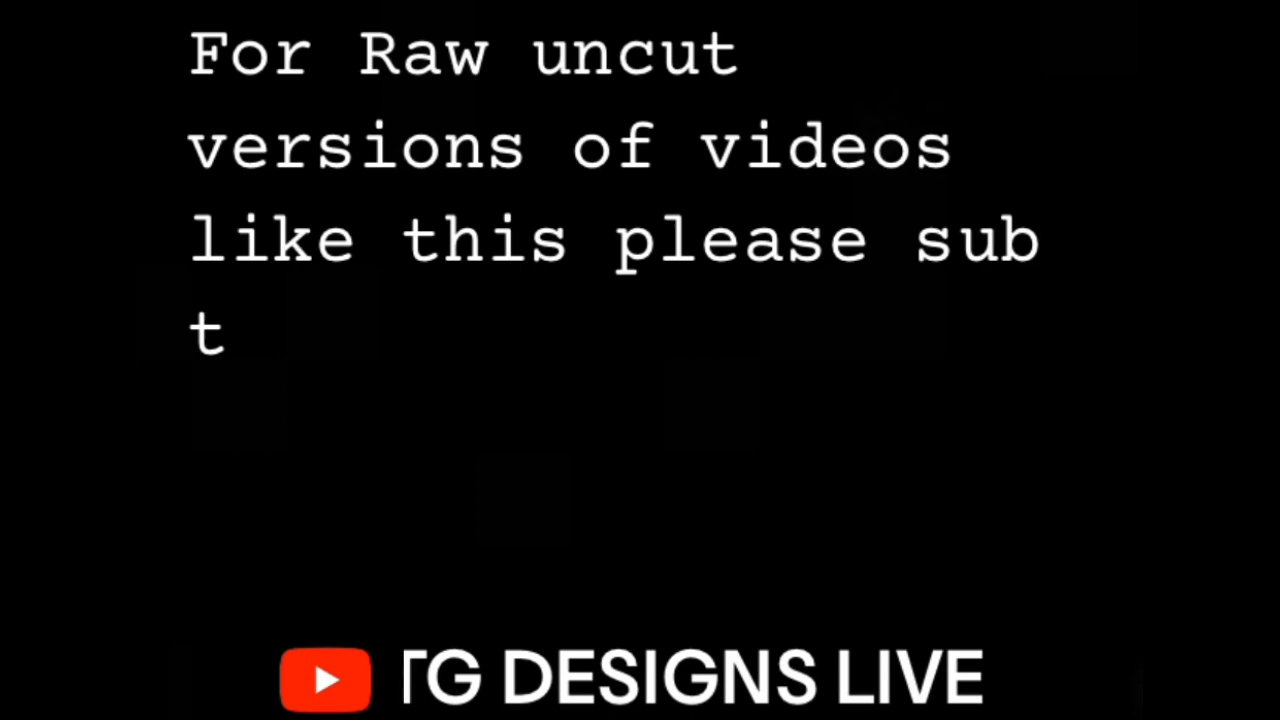 For Raw uncut
versions of videos
like this please sub
t
TG DESIGNS LIVE